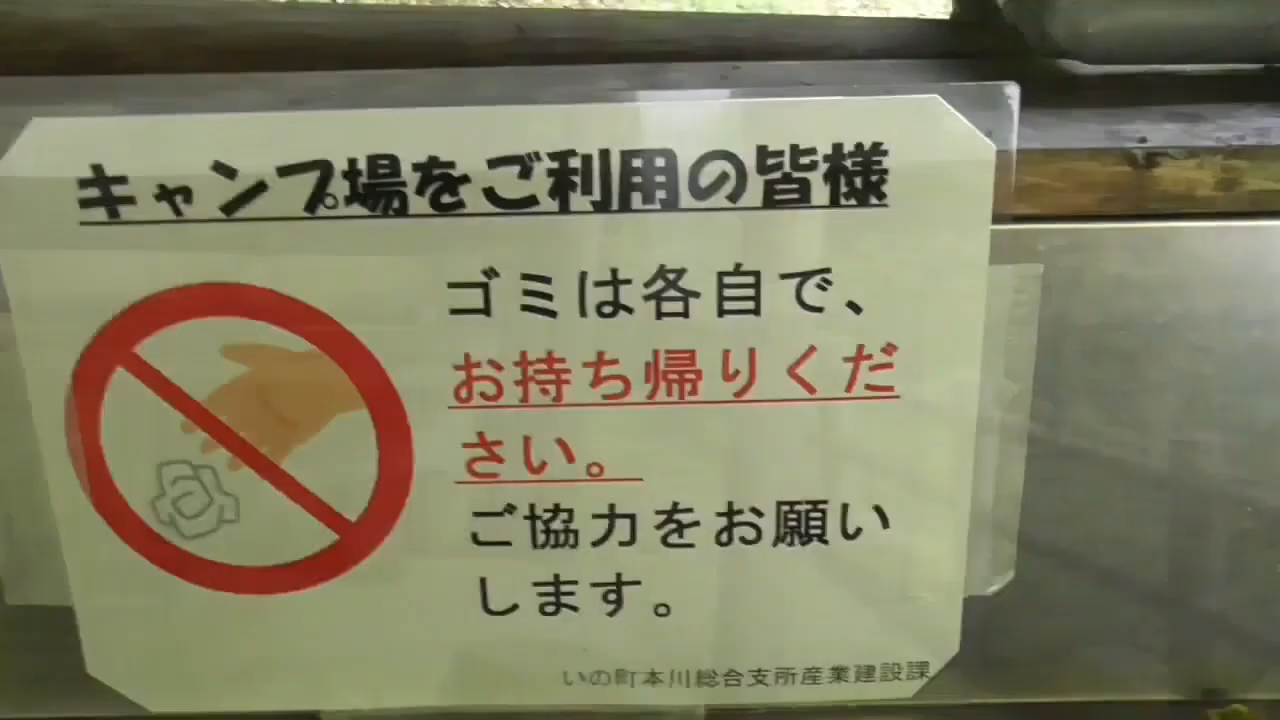 キャンプ場をご利用の皆様
ゴミは各自で、
お持ち帰りくだ
さい。
ご協力をお願い
します。
いの町本川総合支所産業建設課